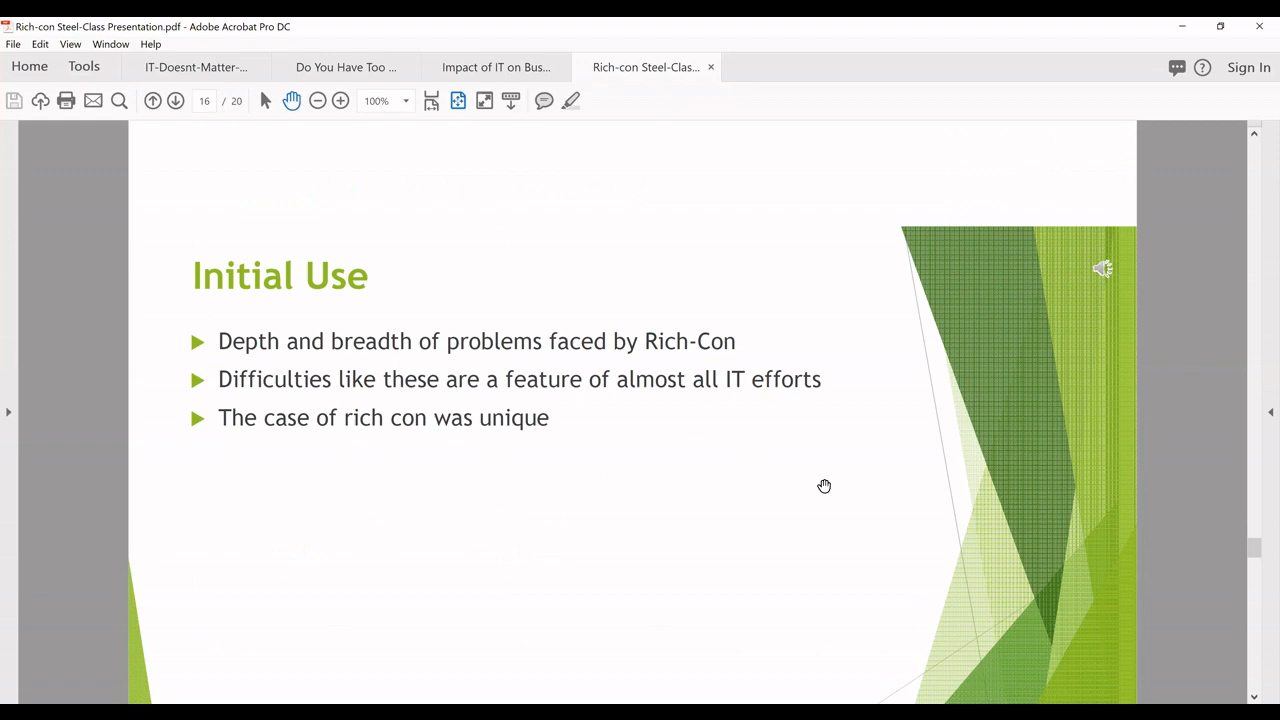 Rich-con Steel-Class Presentation.pdf - Adobe Acrobat Pro DC
File Edit View Window Help
Home Tools IT-Doesnt-Matter-... Do You Have Too ... Impact of IT on Bus... Rich-con Steel-Clas... × Sign In
16 / 20 100%
Initial Use
Depth and breadth of problems faced by Rich-Con
Difficulties like these are a feature of almost all IT efforts
The case of rich con was unique